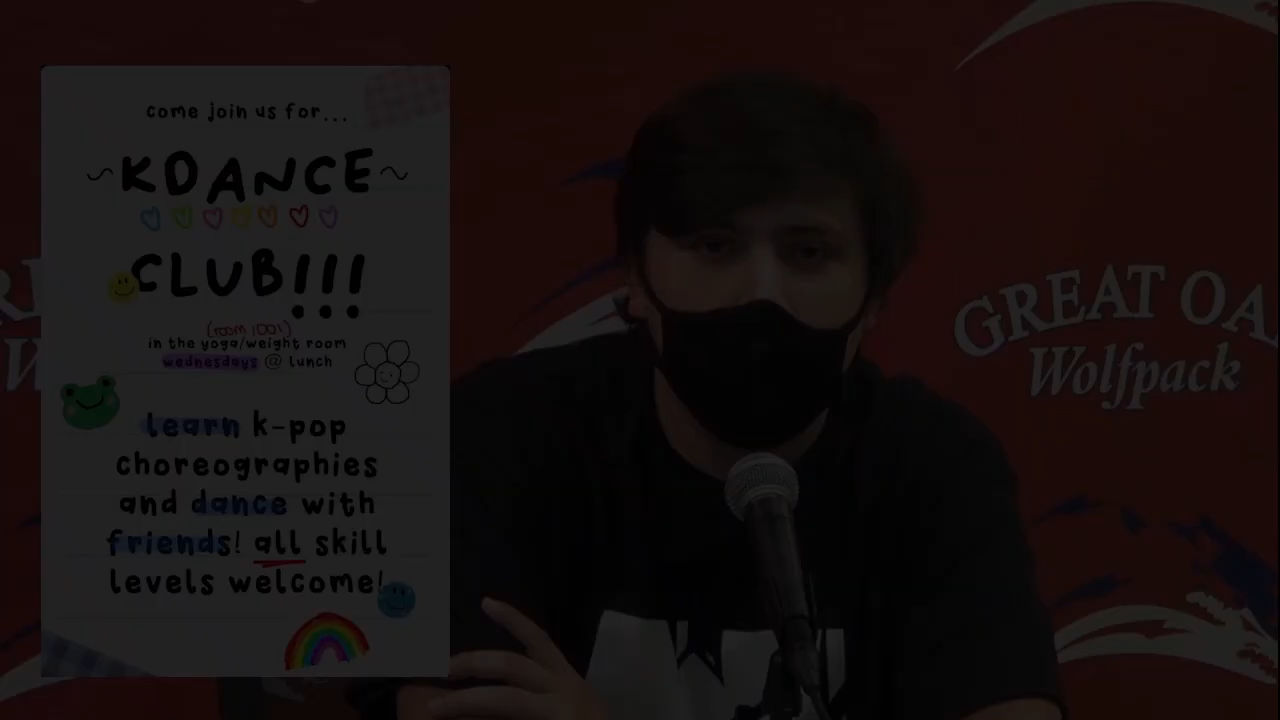 come join us for...
~KDANCE~
CLUB!!!
(room 1001)
in the yoga/weight room
wednesdays @ lunch
learn k-pop
choreographies
and dance with
friends! all skill
levels welcome!
GREAT OA
Wolfpack
RE
W